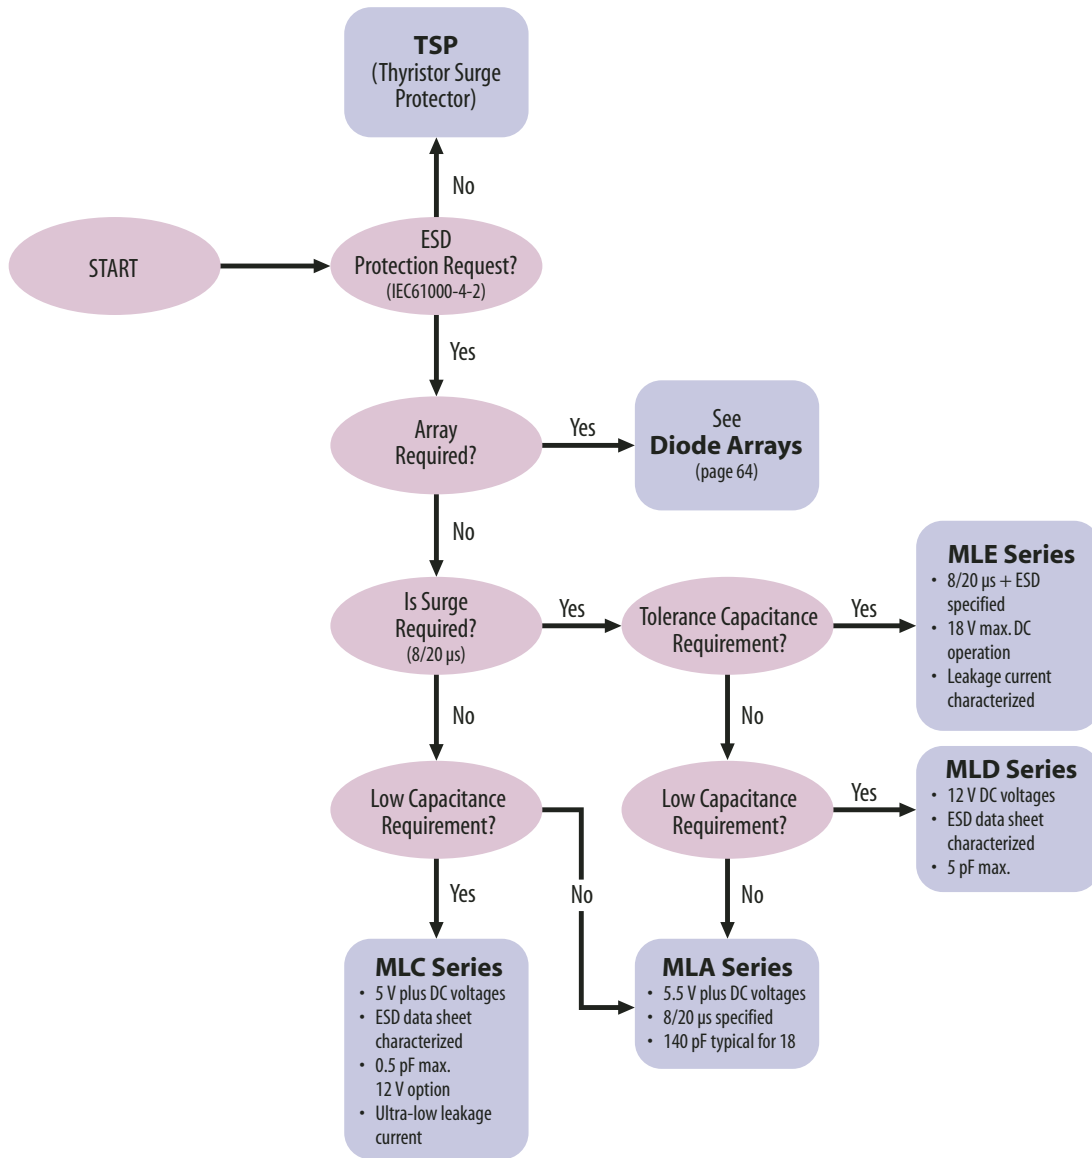 TSP
(Thyristor Surge
Protector)
No
START
ESD
Protection Request?
(IEC61000-4-2)
Yes
Array
Required?
Yes
See
Diode Arrays
(page 64)
No
Is Surge
Required?
(8/20 µs)
Yes
Tolerance Capacitance
Requirement?
Yes
MLE Series
• 8/20 µs + ESD
specified
• 18 V max. DC
operation
• Leakage current
characterized
No
No
Low Capacitance
Requirement?
Low Capacitance
Requirement?
Yes
MLD Series
• 12 V DC voltages
• ESD data sheet
characterized
• 5 pF max.
Yes
No
No
MLC Series
• 5 V plus DC voltages
• ESD data sheet
characterized
• 0.5 pF max.
12 V option
• Ultra-low leakage
current
MLA Series
• 5.5 V plus DC voltages
• 8/20 µs specified
• 140 pF typical for 18